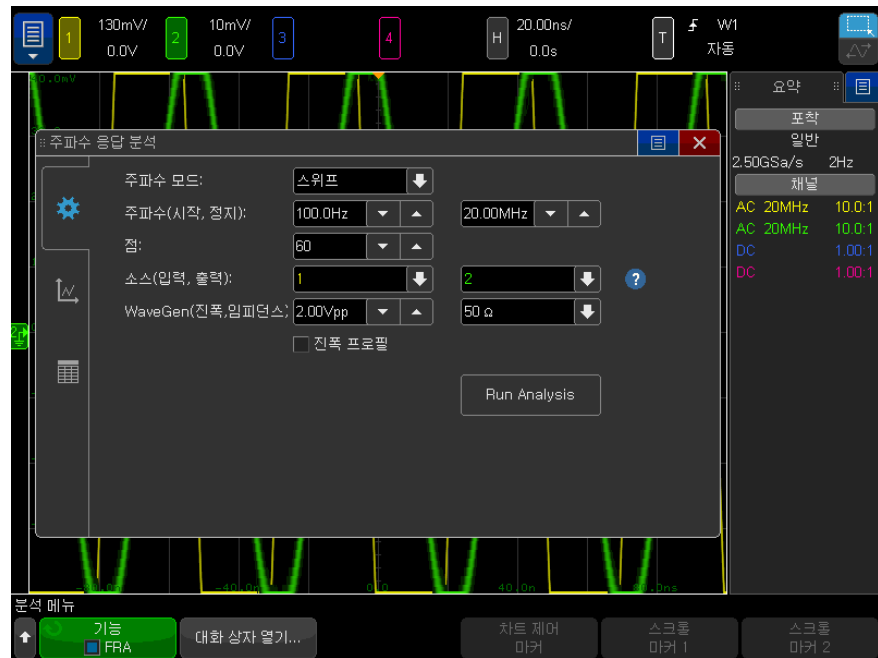 1 130mV/ 0.0V 2 10mV/ 0.0V 3 4 H 20.00ns/ 0.0s T W1 자동
요약
포착
일반
2.50GSa/s 2Hz
채널
AC 20MHz 10.0:1
AC 20MHz 10.0:1
DC 1.00:1
DC 1.00:1
주파수 응답 분석
주파수 모드: 스위프
주파수(시작, 정지): 100.0Hz 20.00MHz
점: 60
소스(입력, 출력): 1 2 ?
WaveGen(진폭,임피던스) 2.00Vpp 50 Ω
진폭 프로필
Run Analysis
분석 메뉴
기능 FRA
대화 상자 열기...
차트 제어 마커
스크롤 마커 1
스크롤 마커 2